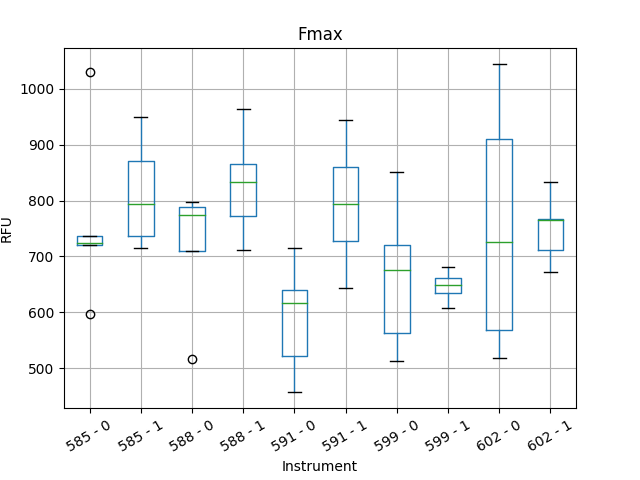 Fmax
1000
900
800
700
600
500
RFU
585 - 0
585 - 1
588 - 0
588 - 1
591 - 0
591 - 1
599 - 0
599 - 1
602 - 0
602 - 1
Instrument